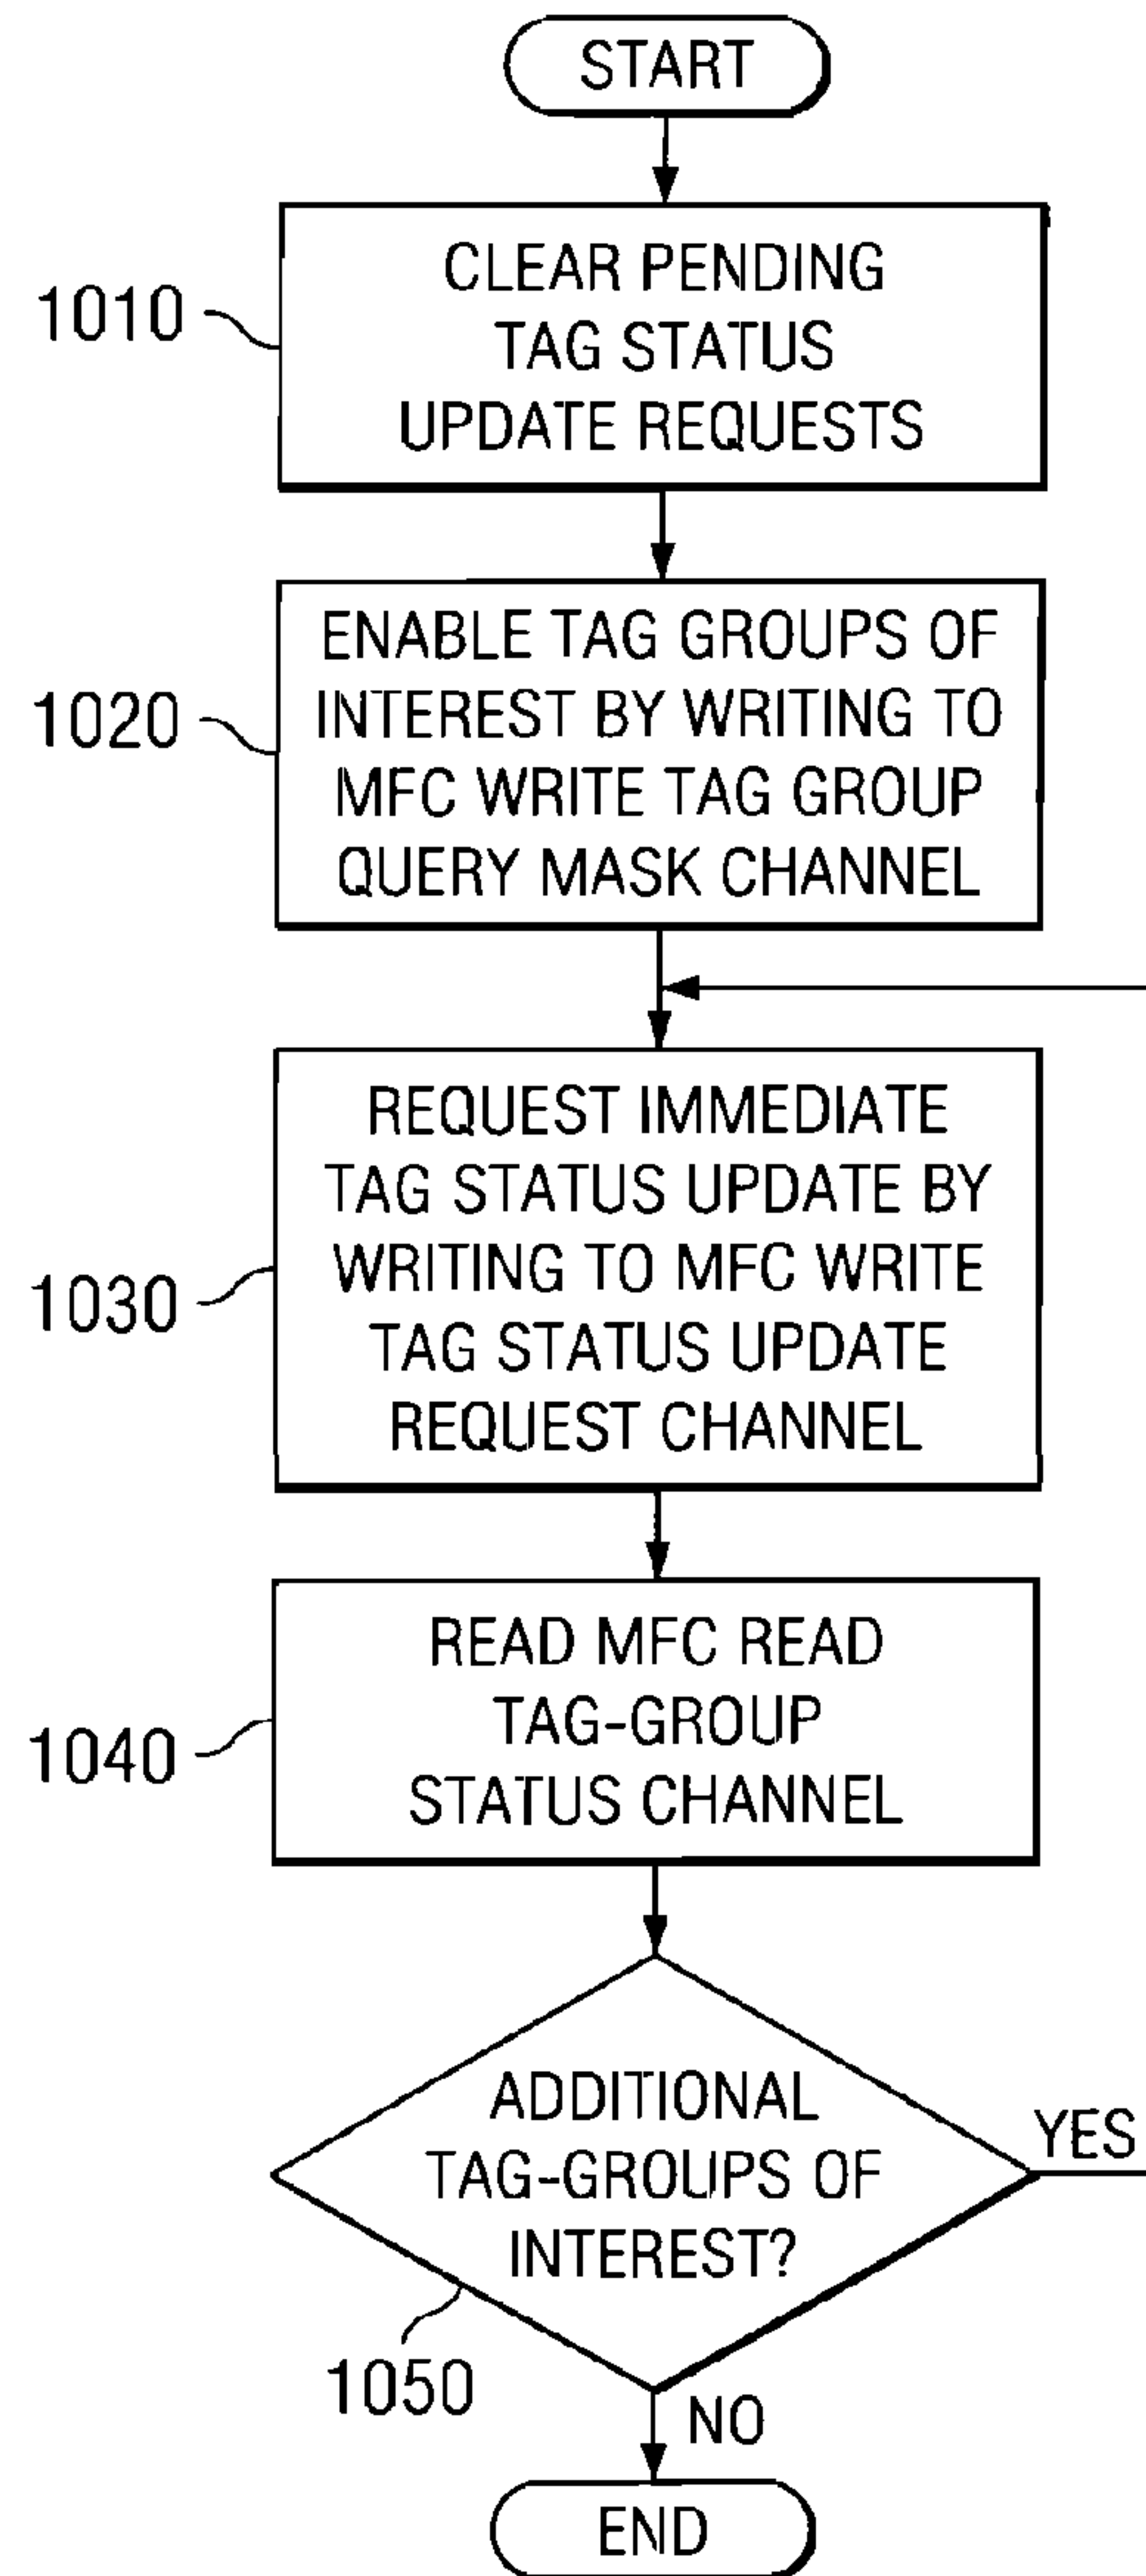 START
1010
CLEAR PENDING
TAG STATUS
UPDATE REQUESTS
1020
ENABLE TAG GROUPS OF
INTEREST BY WRITING TO
MFC WRITE TAG GROUP
QUERY MASK CHANNEL
1030
REQUEST IMMEDIATE
TAG STATUS UPDATE BY
WRITING TO MFC WRITE
TAG STATUS UPDATE
REQUEST CHANNEL
1040
READ MFC READ
TAG-GROUP
STATUS CHANNEL
ADDITIONAL
TAG-GROUPS OF
INTEREST?
YES
1050
NO
END